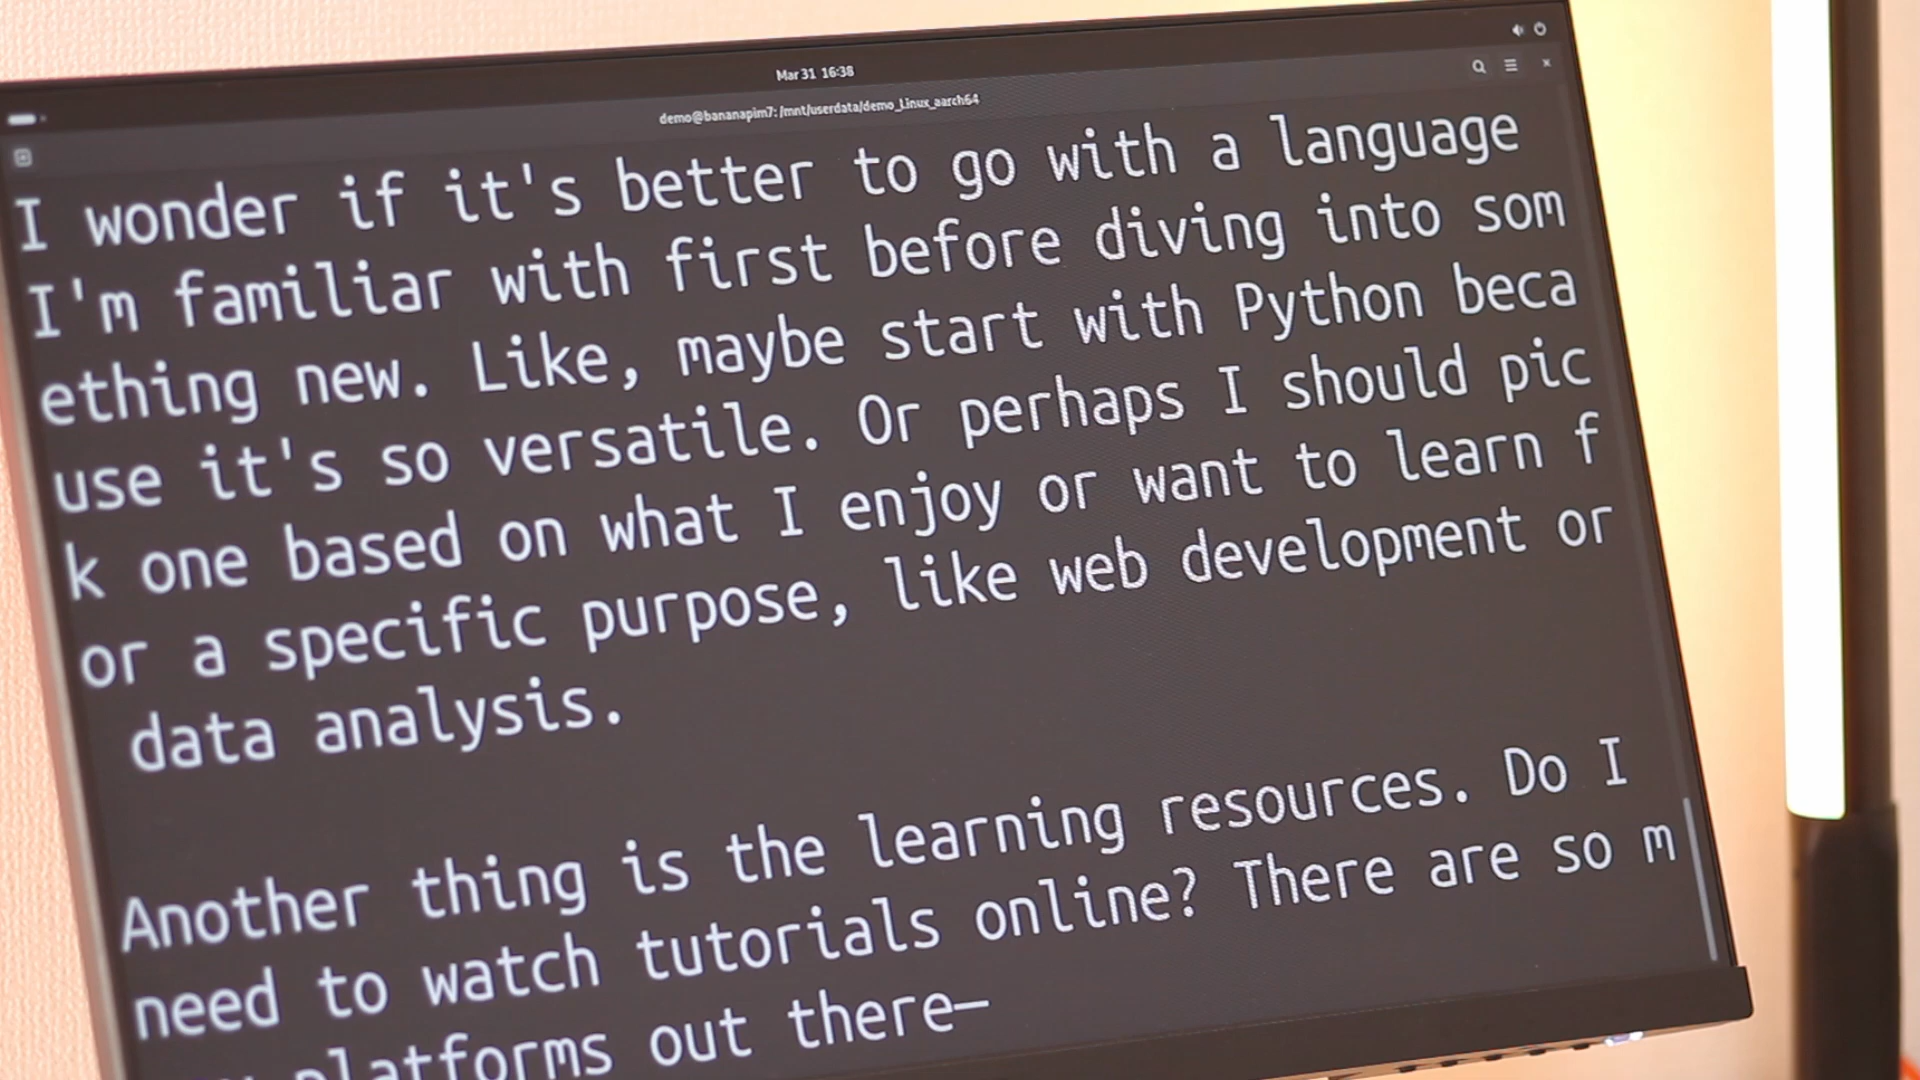 Mar 31 16:38
demo@bananapim7: /mnt/userdata/demo_Linux_aarch64
I wonder if it's better to go with a language
I'm familiar with first before diving into som
ething new. Like, maybe start with Python beca
use it's so versatile. Or perhaps I should pic
k one based on what I enjoy or want to learn f
or a specific purpose, like web development or
data analysis.
Another thing is the learning resources. Do I
need to watch tutorials online? There are so m
platforms out there—